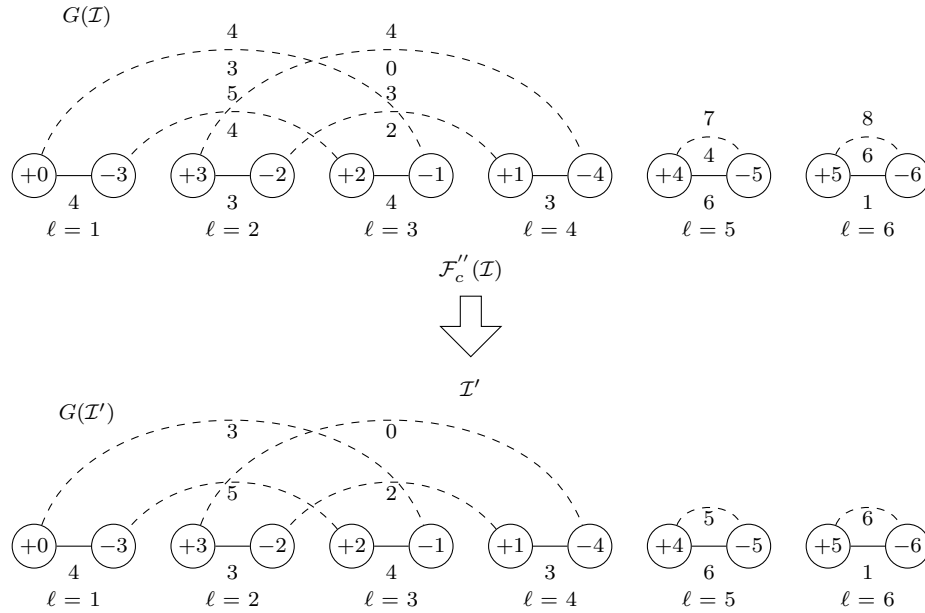 G(I)
4 4
3 0
5 3
4 2
7 8
4 6
+0 −3 +3 −2 +2 −1 +1 −4 +4 −5 +5 −6
4 3 4 3 6 1
ℓ = 1 ℓ = 2 ℓ = 3 ℓ = 4 ℓ = 5 ℓ = 6
F_c''(I)
I'
G(I')
3 0
5 2
5 6
+0 −3 +3 −2 +2 −1 +1 −4 +4 −5 +5 −6
4 3 4 3 6 1
ℓ = 1 ℓ = 2 ℓ = 3 ℓ = 4 ℓ = 5 ℓ = 6